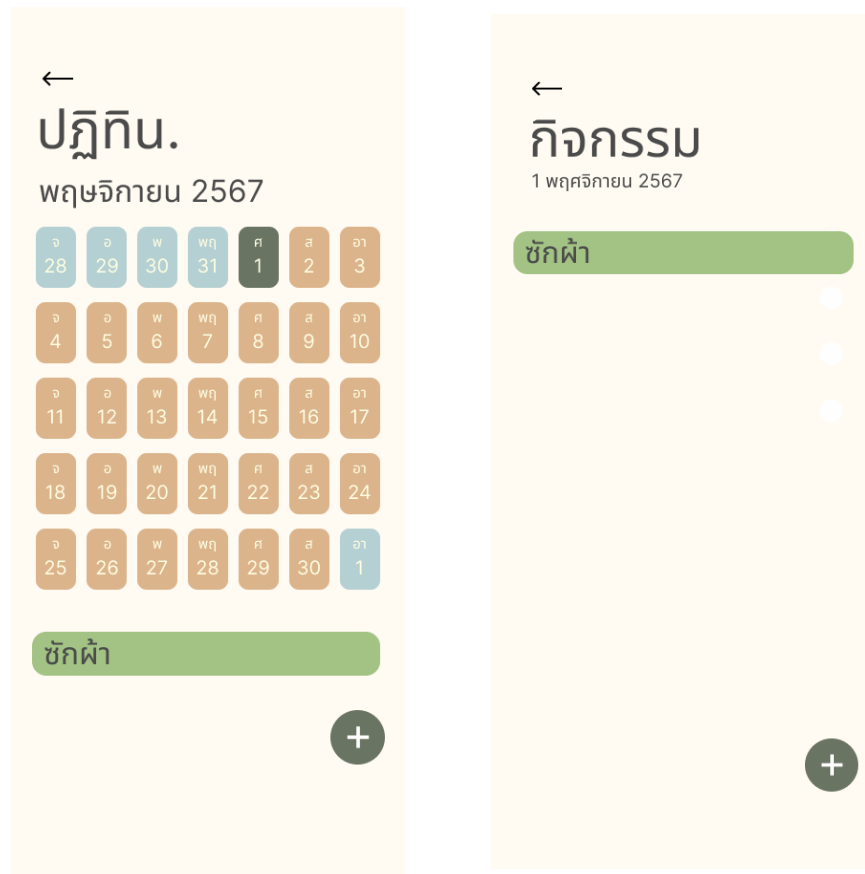 ปฏิทิน.
พฤษจิกายน 2567
จ อ พ พฤ ศ ส อา
28 29 30 31 1 2 3
จ อ พ พฤ ศ ส อา
4 5 6 7 8 9 10
จ อ พ พฤ ศ ส อา
11 12 13 14 15 16 17
จ อ พ พฤ ศ ส อา
18 19 20 21 22 23 24
จ อ พ พฤ ศ ส อา
25 26 27 28 29 30 1
ซักผ้า
+
กิจกรรม
1 พฤศจิกายน 2567
ซักผ้า
+